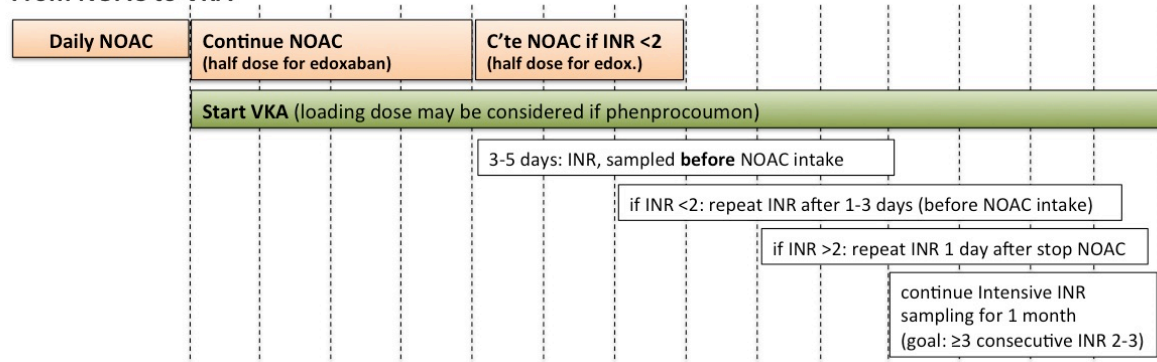 Daily NOAC
Continue NOAC
(half dose for edoxaban)
C'te NOAC if INR <2
(half dose for edox.)
Start VKA (loading dose may be considered if phenprocoumon)
3-5 days: INR, sampled before NOAC intake
if INR <2: repeat INR after 1-3 days (before NOAC intake)
if INR >2: repeat INR 1 day after stop NOAC
continue Intensive INR
sampling for 1 month
(goal: ≥3 consecutive INR 2-3)